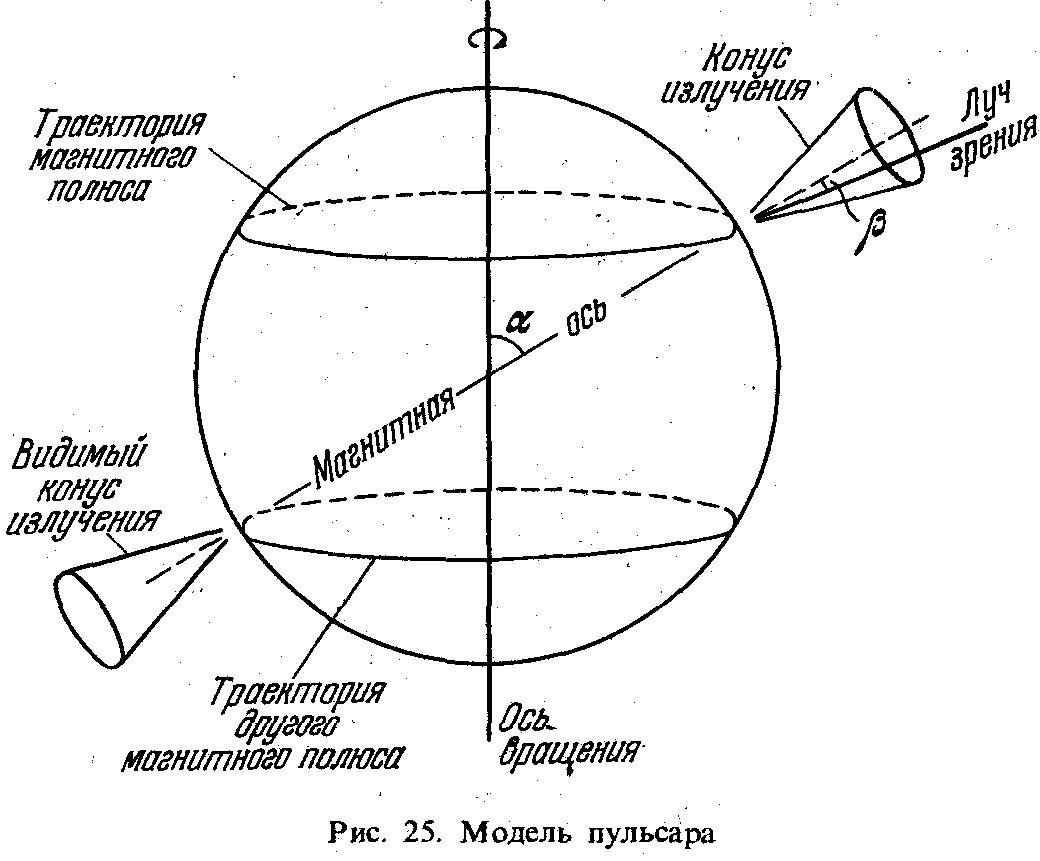 Конус
излучения
Луч
зрения
Траектория
магнитного
полюса
β
α
Магнитная ось
Видимый
конус
излучения
Траектория
другого
магнитного полюса
Ось
вращения
Рис. 25. Модель пульсара